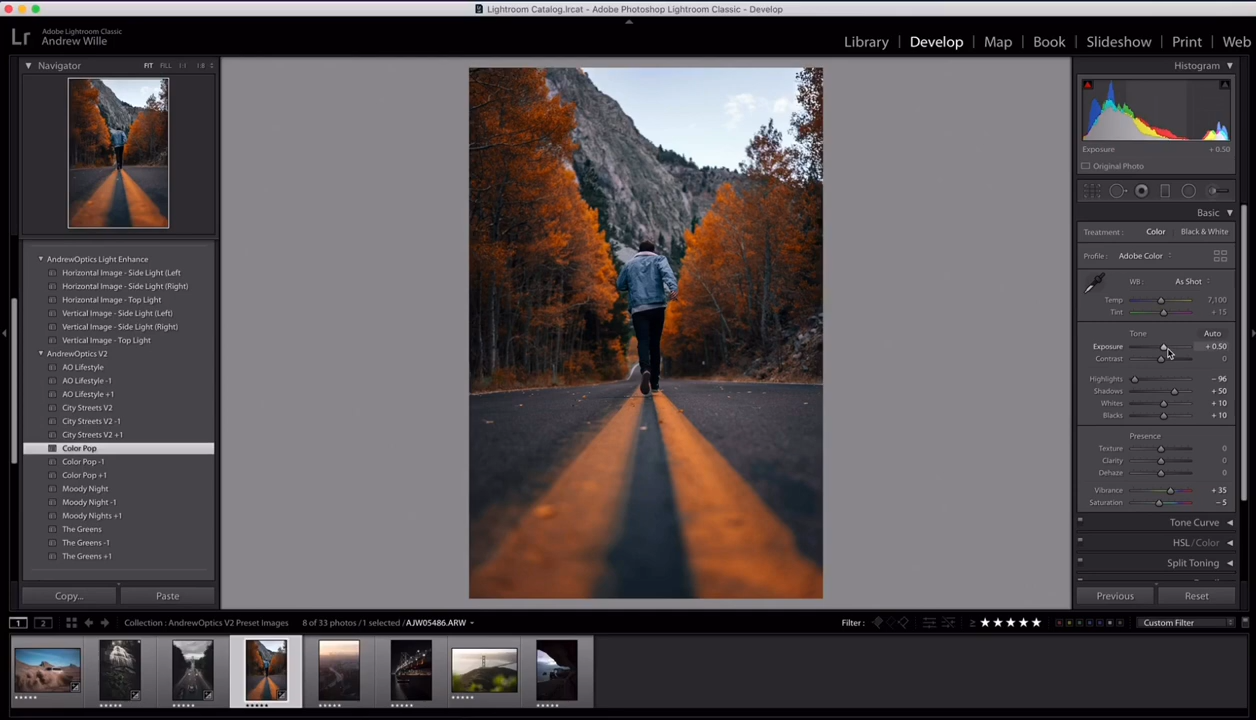 Lightroom Catalog.lrcat - Adobe Photoshop Lightroom Classic - Develop
Lr
Adobe Lightroom Classic
Andrew Wille
Library | Develop | Map | Book | Slideshow | Print | Web
Navigator
FIT FILL 1:1 1:8
AndrewOptics Light Enhance
Horizontal Image - Side Light (Left
Horizontal Image - Side Light (Right)
Horizontal Image - Top Light
Vertical Image - Side Light (Left)
Vertical Image - Side Light (Right)
Vertical Image - Top Light
AndrewOptics V2
AO Lifestyle
AO Lifestyle -1
AO Lifestyle +1
City Streets V2
City Streets V2 -1
City Streets V2 +1
Color Pop
Color Pop -1
Color Pop +1
Moody Night
Moody Night -1
Moody Nights +1
The Greens
The Greens -1
The Greens +1
Copy... Paste
Histogram
Exposure + 0.50
Original Photo
Basic
Treatment : Color Black & White
Profile : Adobe Color
WB : As Shot
Temp 7,100
Tint + 15
Tone Auto
Exposure + 0.50
Contrast 0
Highlights − 96
Shadows + 50
Whites + 10
Blacks + 10
Presence
Texture 0
Clarity 0
Dehaze 0
Vibrance + 35
Saturation − 5
Tone Curve
HSL / Color
Split Toning
Previous Reset
1 2 Collection : AndrewOptics V2 Preset Images 8 of 33 photos / 1 selected / AJW05486.ARW Filter : ≥ ★★★★★ Custom Filter